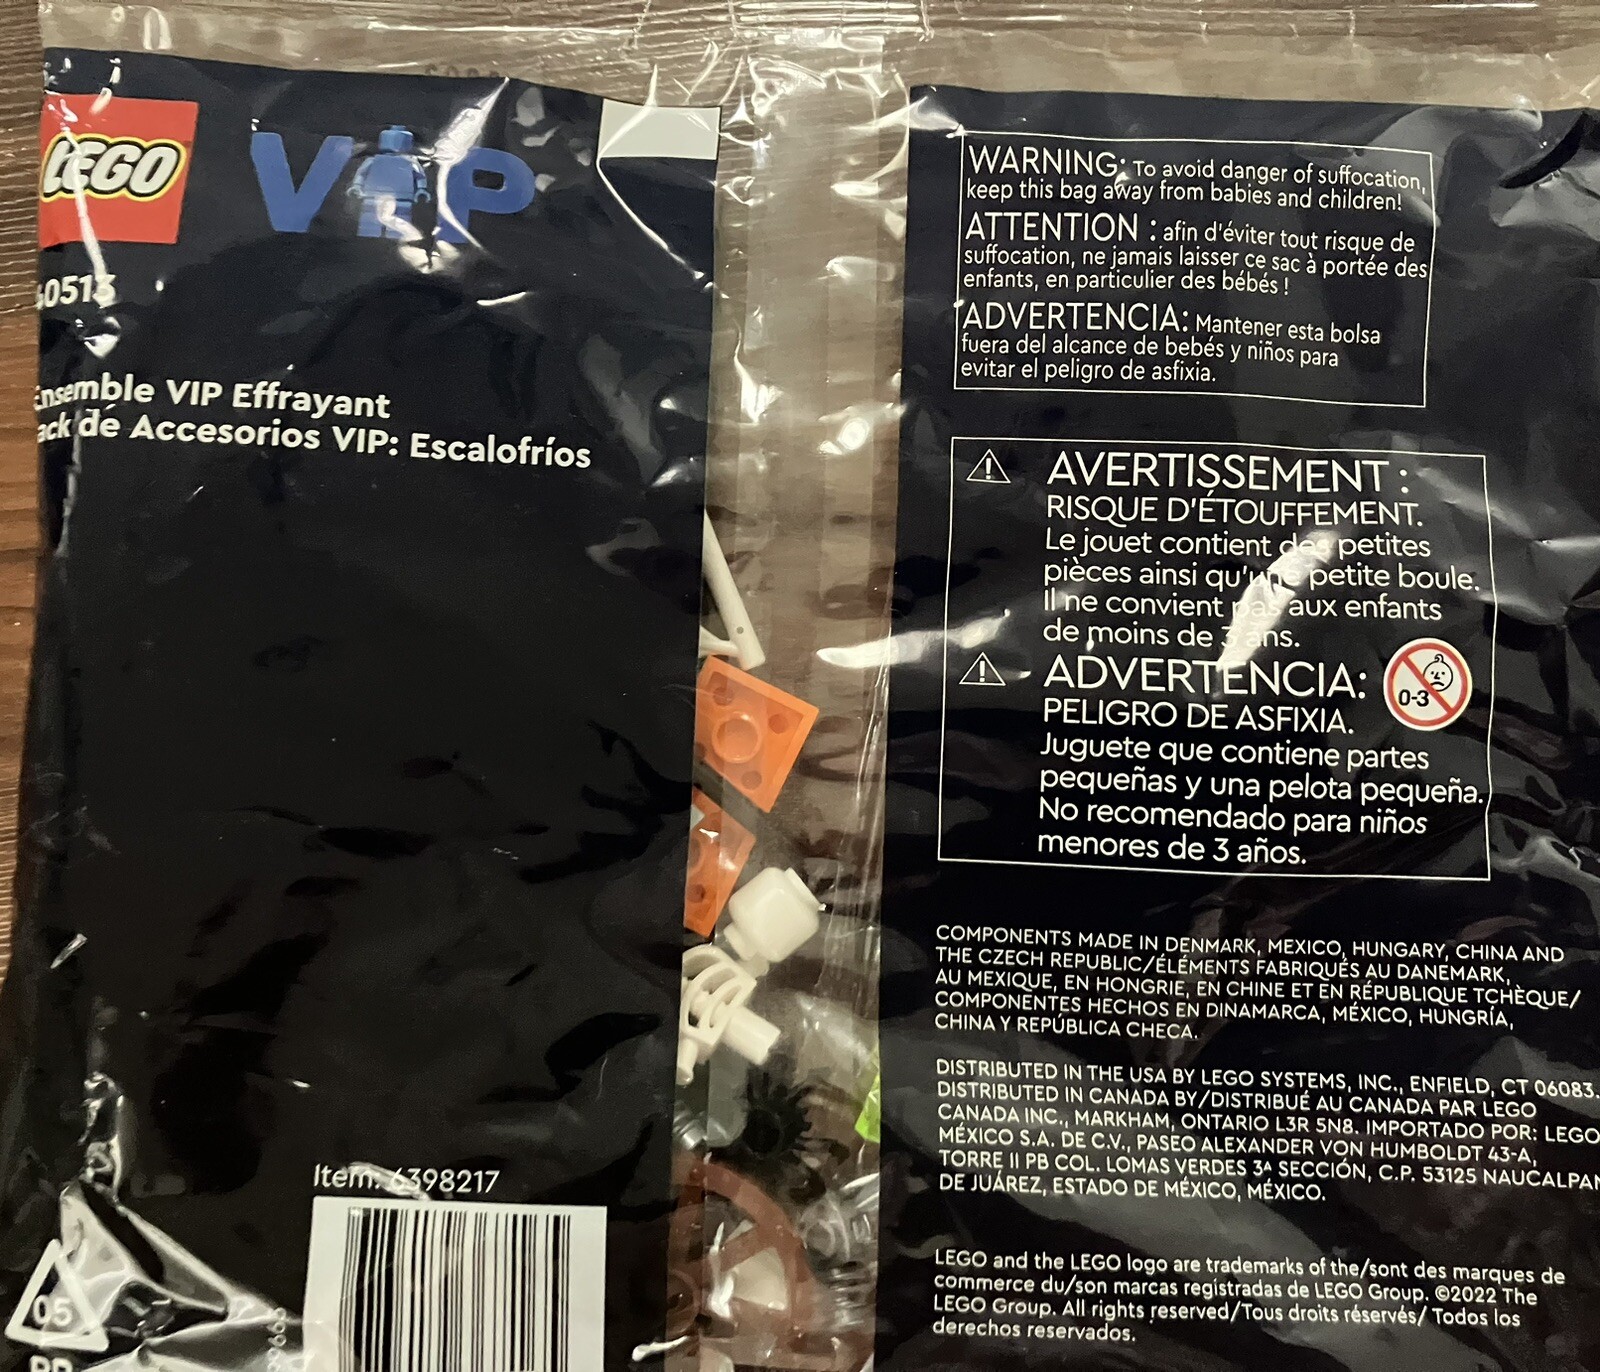 LEGO
VIP
40513
Ensemble VIP Effrayant
Pack de Accesorios VIP: Escalofríos
Item: 6398217
05
PP
WARNING: To avoid danger of suffocation,
keep this bag away from babies and children!
ATTENTION : afin d'éviter tout risque de
suffocation, ne jamais laisser ce sac à portée des
enfants, en particulier des bébés !
ADVERTENCIA: Mantener esta bolsa
fuera del alcance de bebés y niños para
evitar el peligro de asfixia.
AVERTISSEMENT :
RISQUE D'ÉTOUFFEMENT.
Le jouet contient des petites
pièces ainsi qu'une petite boule.
Il ne convient pas aux enfants
de moins de 3 ans.
ADVERTENCIA:
PELIGRO DE ASFIXIA.
Juguete que contiene partes
pequeñas y una pelota pequeña.
No recomendado para niños
menores de 3 años.
0-3
COMPONENTS MADE IN DENMARK, MEXICO, HUNGARY, CHINA AND
THE CZECH REPUBLIC/ÉLÉMENTS FABRIQUÉS AU DANEMARK,
AU MEXIQUE, EN HONGRIE, EN CHINE ET EN RÉPUBLIQUE TCHÈQUE/
COMPONENTES HECHOS EN DINAMARCA, MÉXICO, HUNGRÍA,
CHINA Y REPÚBLICA CHECA.
DISTRIBUTED IN THE USA BY LEGO SYSTEMS, INC., ENFIELD, CT 06083.
DISTRIBUTED IN CANADA BY/DISTRIBUÉ AU CANADA PAR LEGO
CANADA INC., MARKHAM, ONTARIO L3R 5N8. IMPORTADO POR: LEGO
MÉXICO S.A. DE C.V., PASEO ALEXANDER VON HUMBOLDT 43-A,
TORRE II PB COL. LOMAS VERDES 3ª SECCIÓN, C.P. 53125 NAUCALPAN
DE JUÁREZ, ESTADO DE MÉXICO, MÉXICO.
LEGO and the LEGO logo are trademarks of the/sont des marques de
commerce du/son marcas registradas de LEGO Group. ©2022 The
LEGO Group. All rights reserved/Tous droits réservés/ Todos los
derechos reservados.